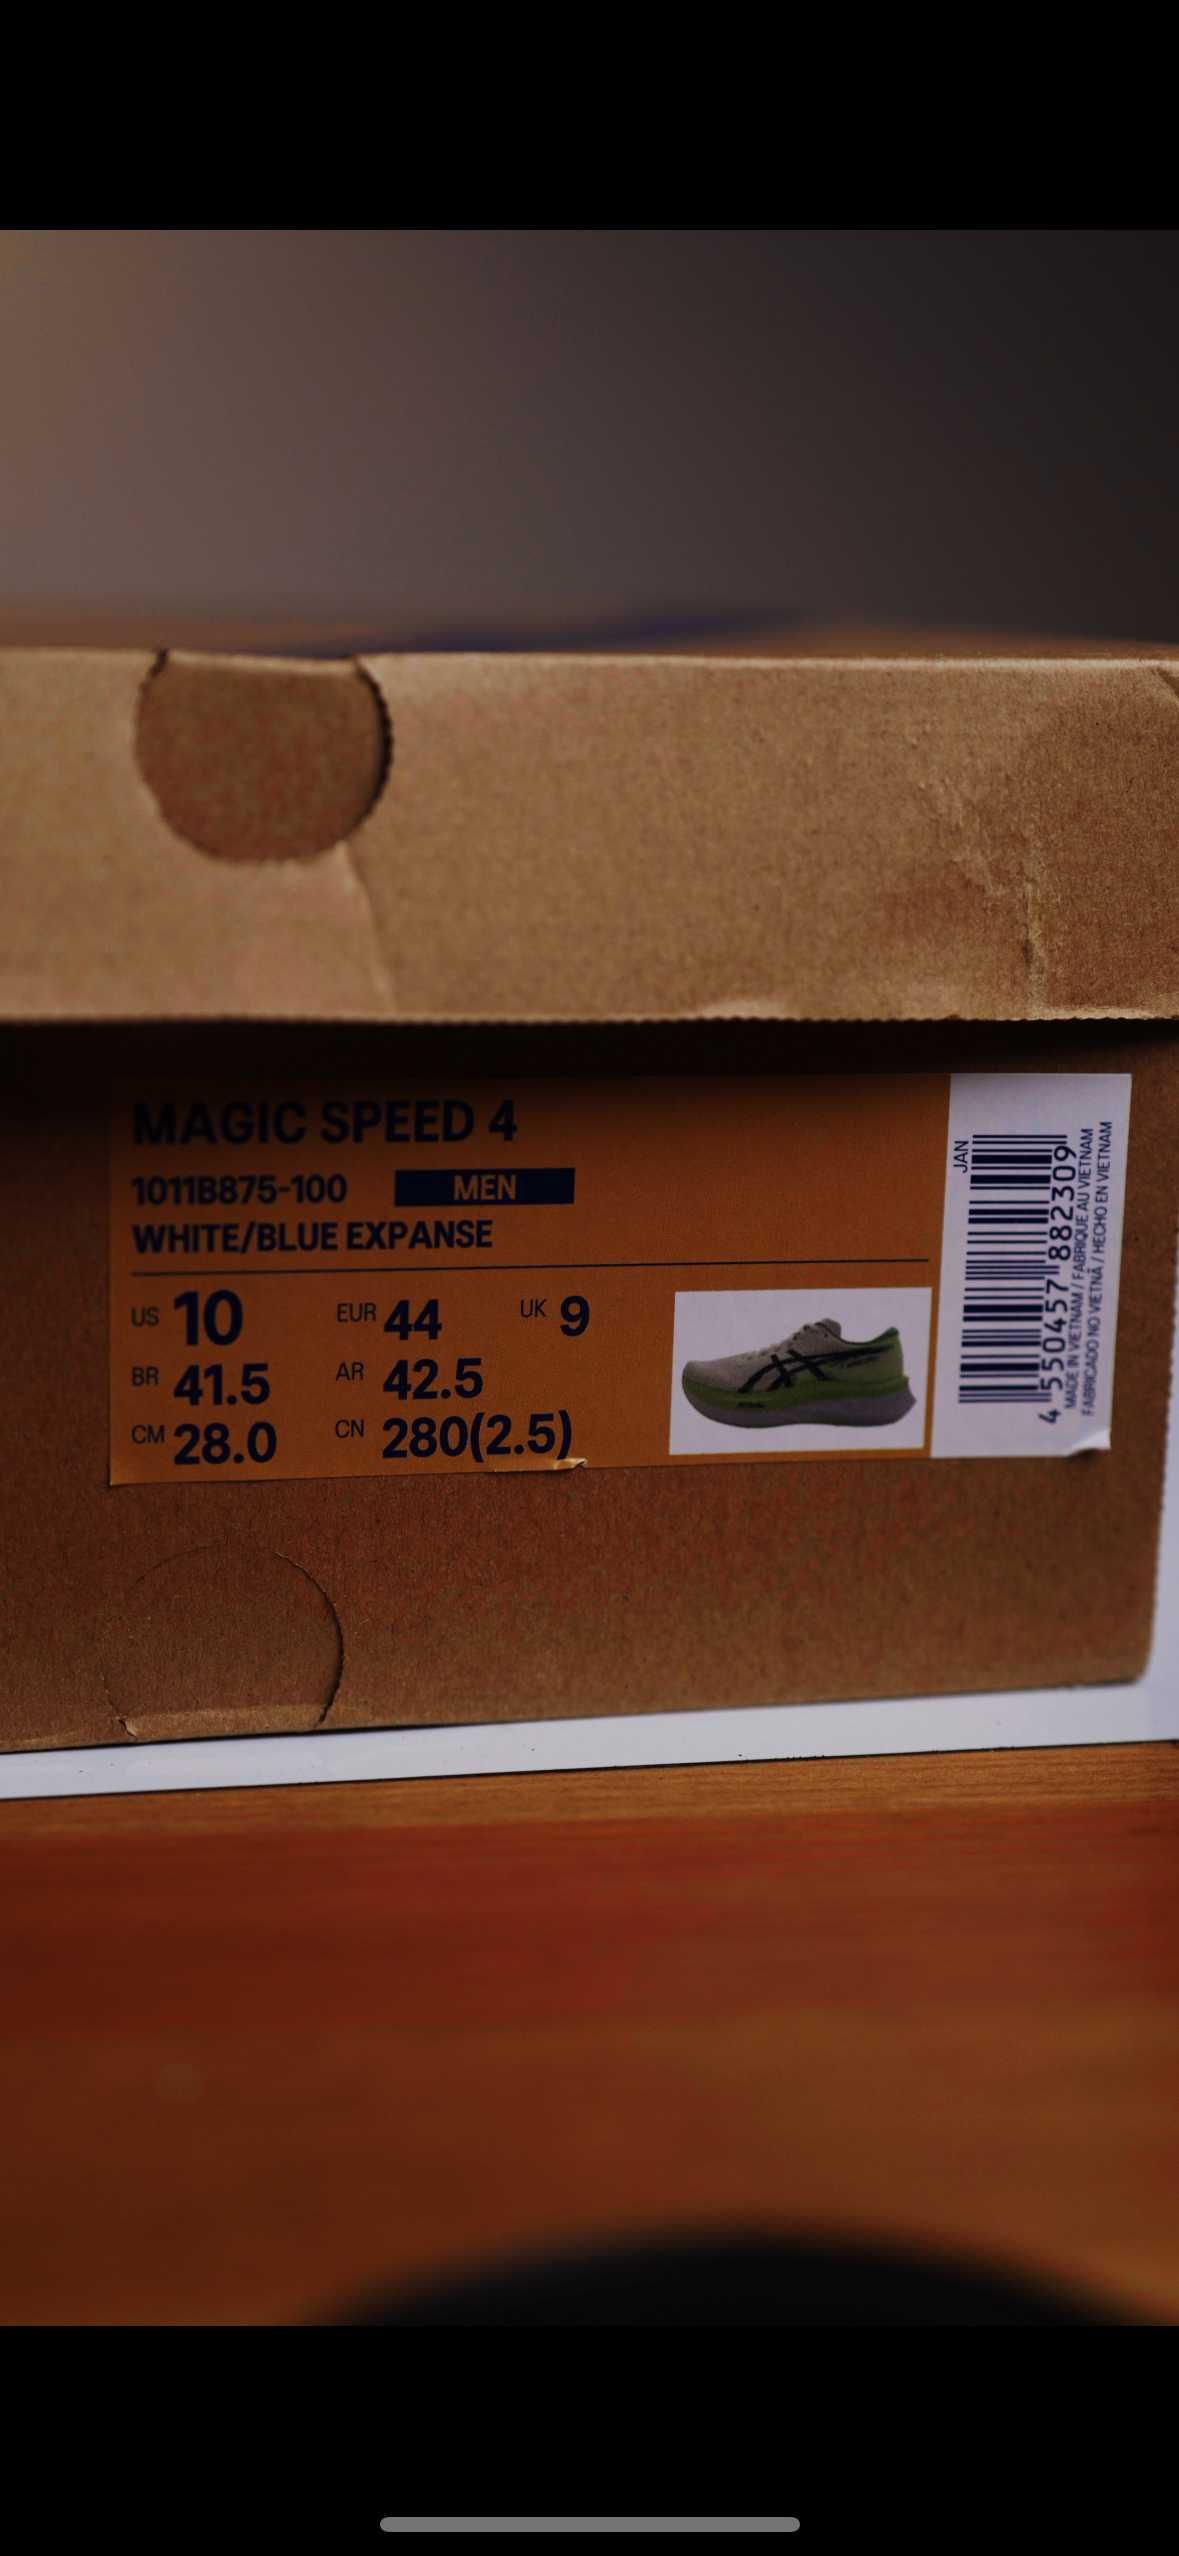 MAGIC SPEED 4
1011B875-100 MEN
WHITE/BLUE EXPANSE
US 10 EUR 44 UK 9
BR 41.5 AR 42.5
CM 28.0 CN 280(2.5)
JAN
4 550457 882309
MADE IN VIETNAM / FABRIQUE AU VIETNAM
FABRICADO NO VIETNÃ / HECHO EN VIETNAM